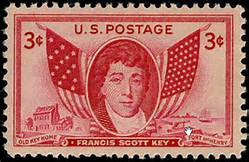 U.S. POSTAGE
3¢ 3¢
OLD KEY HOME FORT McHENRY
FRANCIS SCOTT KEY